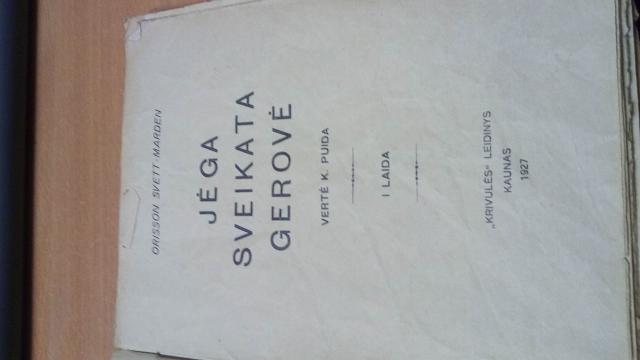 ORISSON SVETT-MARDEN
JĖGA
SVEIKATA
GEROVĖ
VERTĖ K. PUIDA
I LAIDA
„KRIVULĖS“ LEIDINYS
KAUNAS
1927